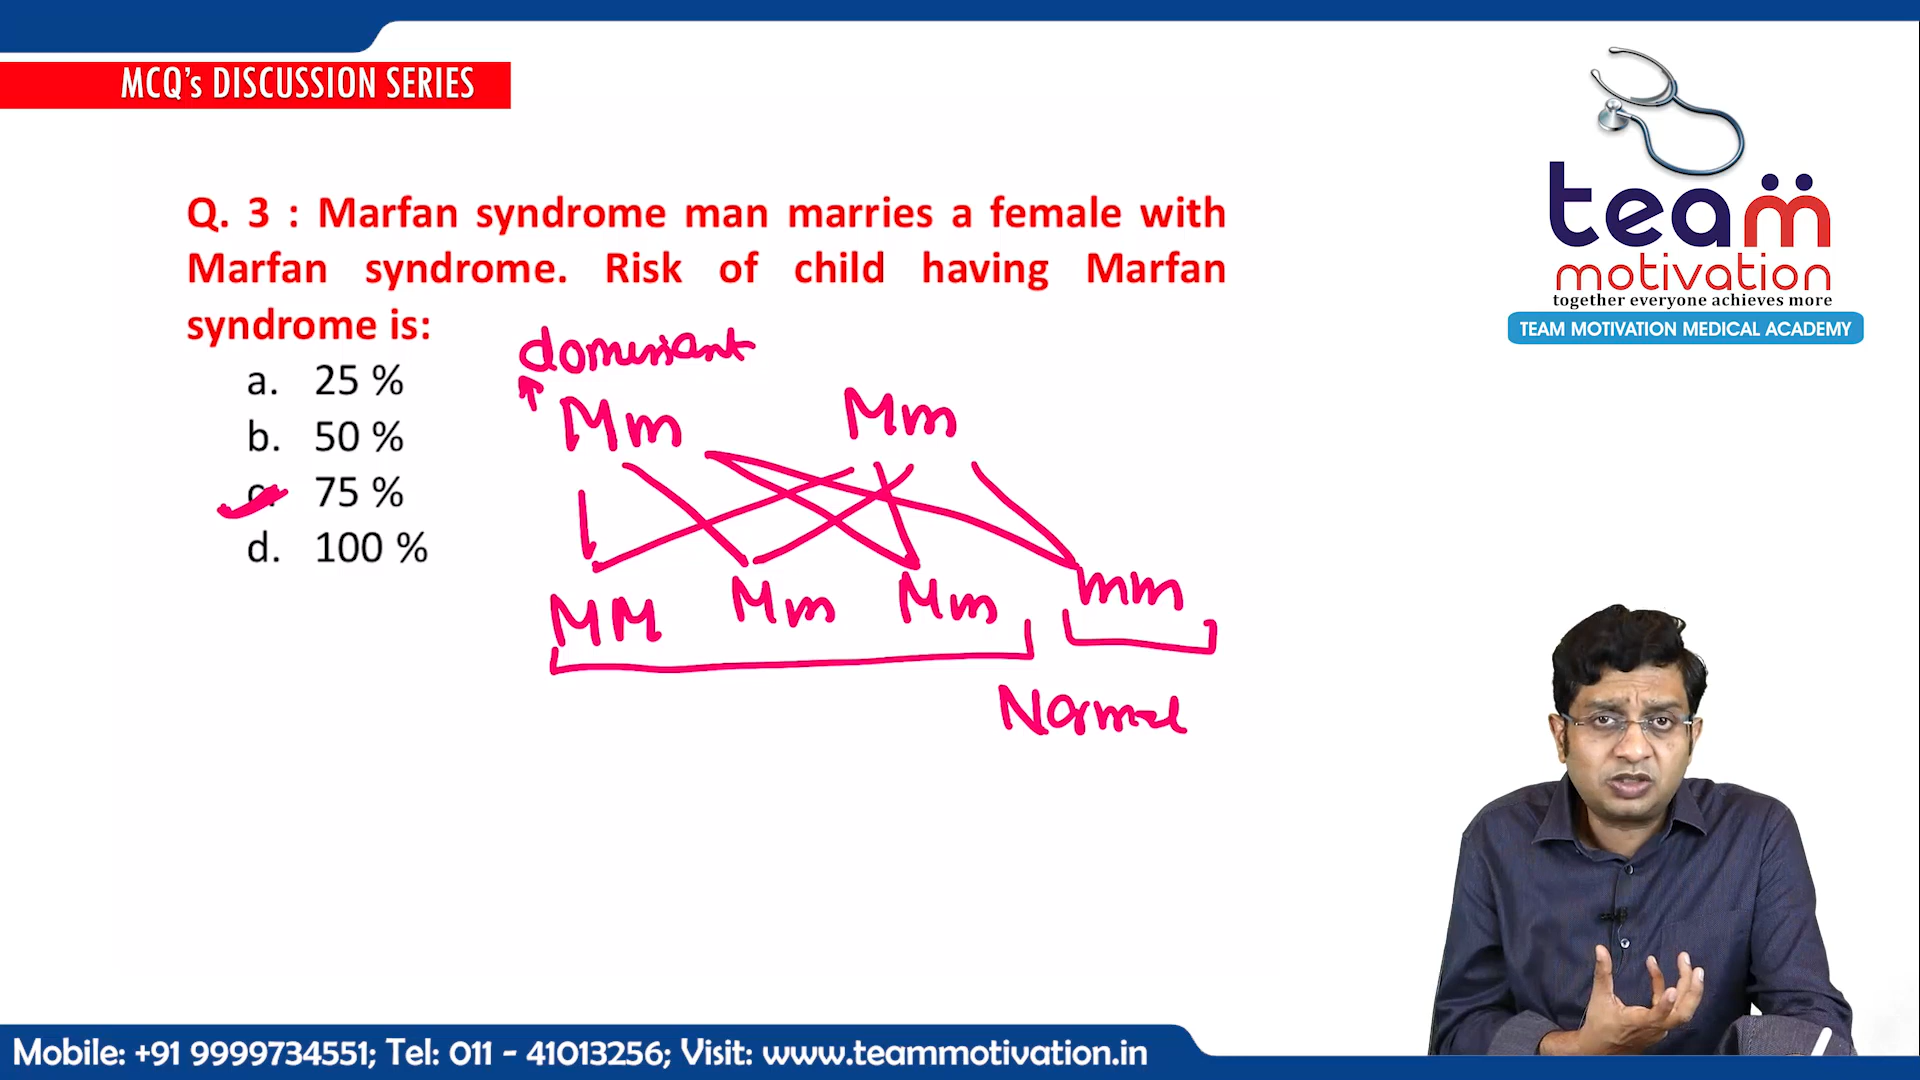 MCQ's DISCUSSION SERIES
Q. 3 : Marfan syndrome man marries a female with
Marfan syndrome. Risk of child having Marfan
syndrome is:
a. 25 %
b. 50 %
c. 75 %
d. 100 %
dominant
Mm Mm
MM Mm Mm mm
Normal
team
motivation
together everyone achieves more
TEAM MOTIVATION MEDICAL ACADEMY
Mobile: +91 9999734551; Tel: 011 - 41013256; Visit: www.teammotivation.in